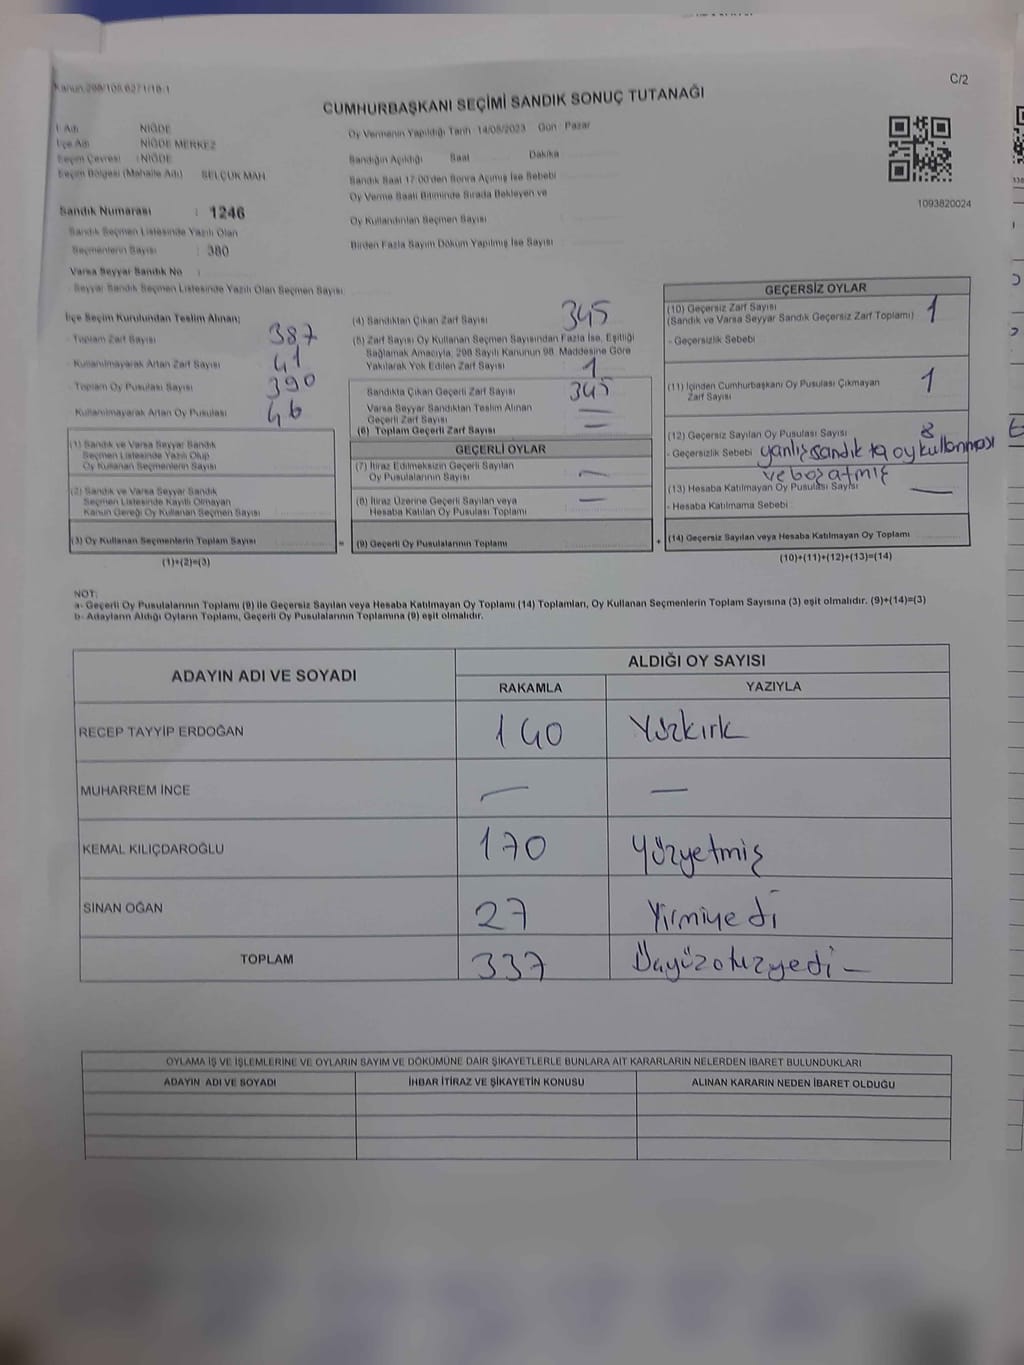 Kanun:298/105,6271/18-1
C/2
CUMHURBAŞKANI SEÇİMİ SANDIK SONUÇ TUTANAĞI
İl Adı NİĞDE
İlçe Adı NİĞDE MERKEZ
Seçim Çevresi :NİĞDE
Seçim Bölgesi (Mahalle Adı) SELÇUK MAH
Sandık Numarası : 1246
Sandık Seçmen Listesinde Yazılı Olan
Seçmenlerin Sayısı : 380
Varsa Seyyar Sandık No :
- Seyyar Sandık Seçmen Listesinde Yazılı Olan Seçmen Sayısı:
Oy Vermenin Yapıldığı Tarih 14/05/2023 Gün Pazar
Sandığın Açıldığı Saat Dakika
Sandık Saat 17:00'den Sonra Açılmış İse Sebebi
Oy Verme Saati Bitiminde Sırada Bekleyen ve
Oy Kullandırılan Seçmen Sayısı
Birden Fazla Sayım Döküm Yapılmış İse Sayısı
1093820024
İlçe Seçim Kurulundan Teslim Alınan;
- Toplam Zarf Sayısı 387
- Kullanılmayarak Artan Zarf Sayısı 41
- Toplam Oy Pusulası Sayısı 390
- Kullanılmayarak Artan Oy Pusulası 46
(1) Sandık ve Varsa Seyyar Sandık
Seçmen Listesinde Yazılı Olup
Oy Kullanan Seçmenlerin Sayısı
(2) Sandık ve Varsa Seyyar Sandık
Seçmen Listesinde Kayıtlı Olmayan
Kanun Gereği Oy Kullanan Seçmen Sayısı
(3) Oy Kullanan Seçmenlerin Toplam Sayısı
(1)+(2)=(3)
=
(4) Sandıktan Çıkan Zarf Sayısı 345
(5) Zarf Sayısı Oy Kullanan Seçmen Sayısından Fazla İse, Eşitliği
Sağlamak Amacıyla, 298 Sayılı Kanunun 98. Maddesine Göre
Yakılarak Yok Edilen Zarf Sayısı 1
Sandıkta Çıkan Geçerli Zarf Sayısı 345
Varsa Seyyar Sandıktan Teslim Alınan
Geçerli Zarf Sayısı —
(6) Toplam Geçerli Zarf Sayısı —
GEÇERLİ OYLAR
(7) İtiraz Edilmeksizin Geçerli Sayılan
Oy Pusulalarının Sayısı —
(8) İtiraz Üzerine Geçerli Sayılan veya
Hesaba Katılan Oy Pusulası Toplamı —
(9) Geçerli Oy Pusulalarının Toplamı
+
GEÇERSİZ OYLAR
(10) Geçersiz Zarf Sayısı 1
(Sandık ve Varsa Seyyar Sandık Geçersiz Zarf Toplamı)
- Geçersizlik Sebebi
(11) İçinden Cumhurbaşkanı Oy Pusulası Çıkmayan 1
Zarf Sayısı
(12) Geçersiz Sayılan Oy Pusulası Sayısı 8
- Geçersizlik Sebebi yanlış sandık ta oy kullanması
ve boz atmış
(13) Hesaba Katılmayan Oy Pusulası Sayısı —
- Hesaba Katılmama Sebebi
(14) Geçersiz Sayılan veya Hesaba Katılmayan Oy Toplamı
(10)+(11)+(12)+(13)=(14)
NOT:
a- Geçerli Oy Pusulalarının Toplamı (9) ile Geçersiz Sayılan veya Hesaba Katılmayan Oy Toplamı (14) Toplamları, Oy Kullanan Seçmenlerin Toplam Sayısına (3) eşit olmalıdır. (9)+(14)=(3)
b- Adayların Aldığı Oyların Toplamı, Geçerli Oy Pusulalarının Toplamına (9) eşit olmalıdır.
ADAYIN ADI VE SOYADI
ALDIĞI OY SAYISI
RAKAMLA YAZIYLA
RECEP TAYYİP ERDOĞAN 140 Yüzkırk
MUHARREM İNCE — —
KEMAL KILIÇDAROĞLU 170 Yüzyetmiş
SİNAN OĞAN 27 Yirmiyedi
TOPLAM 337 Üçyüzotuzyedi –
OYLAMA İŞ VE İŞLEMLERİNE VE OYLARIN SAYIM VE DÖKÜMÜNE DAİR ŞİKAYETLERLE BUNLARA AİT KARARLARIN NELERDEN İBARET BULUNDUKLARI
ADAYIN ADI VE SOYADI İHBAR İTİRAZ VE ŞİKAYETİN KONUSU ALINAN KARARIN NEDEN İBARET OLDUĞU